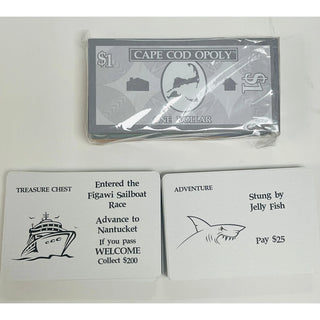 CAPE COD OPOLY
$1
$1
ONE DOLLAR
TREASURE CHEST
Entered the
Figawi Sailboat
Race
Advance to
Nantucket
If you pass
WELCOME
Collect $200
ADVENTURE
Stung by
Jelly Fish
Pay $25